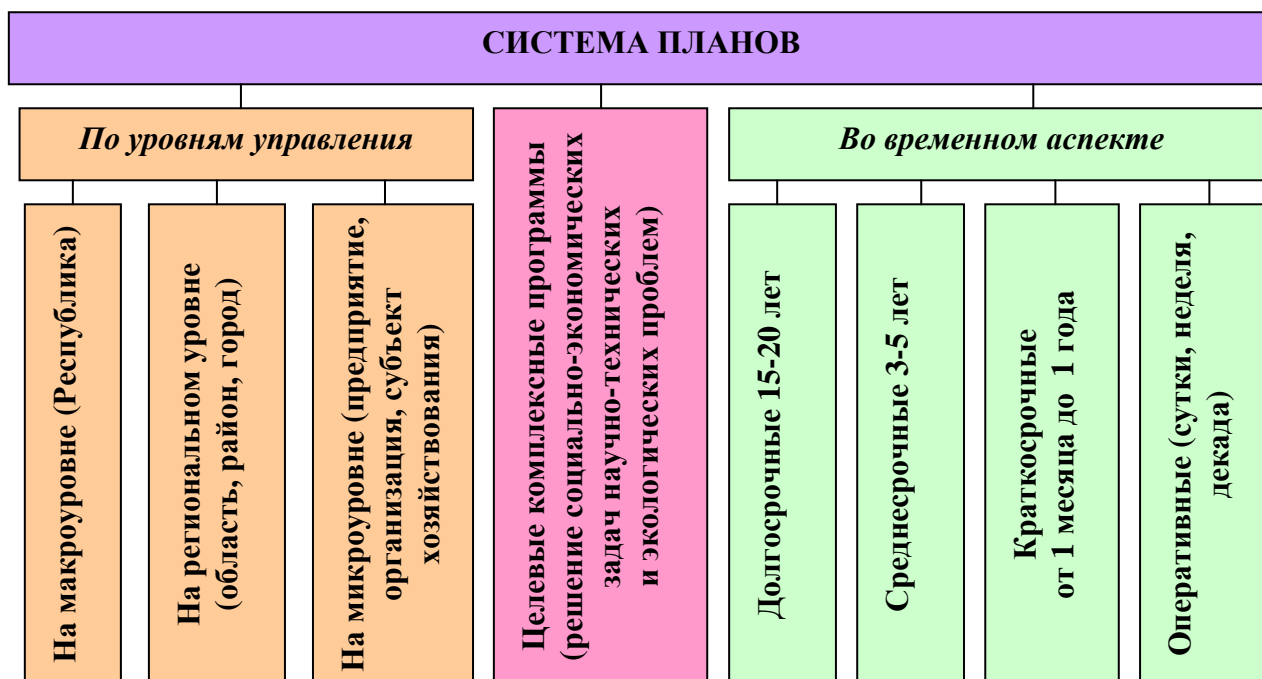 СИСТЕМА ПЛАНОВ
По уровням управления
На макроуровне (Республика)
На региональном уровне
(область, район, город)
На микроуровне (предприятие,
организация, субъект
хозяйствования)
Целевые комплексные программы
(решение социально-экономических
задач научно-технических
и экологических проблем)
Во временном аспекте
Долгосрочные 15-20 лет
Среднесрочные 3-5 лет
Краткосрочные
от 1 месяца до 1 года
Оперативные (сутки, неделя,
декада)